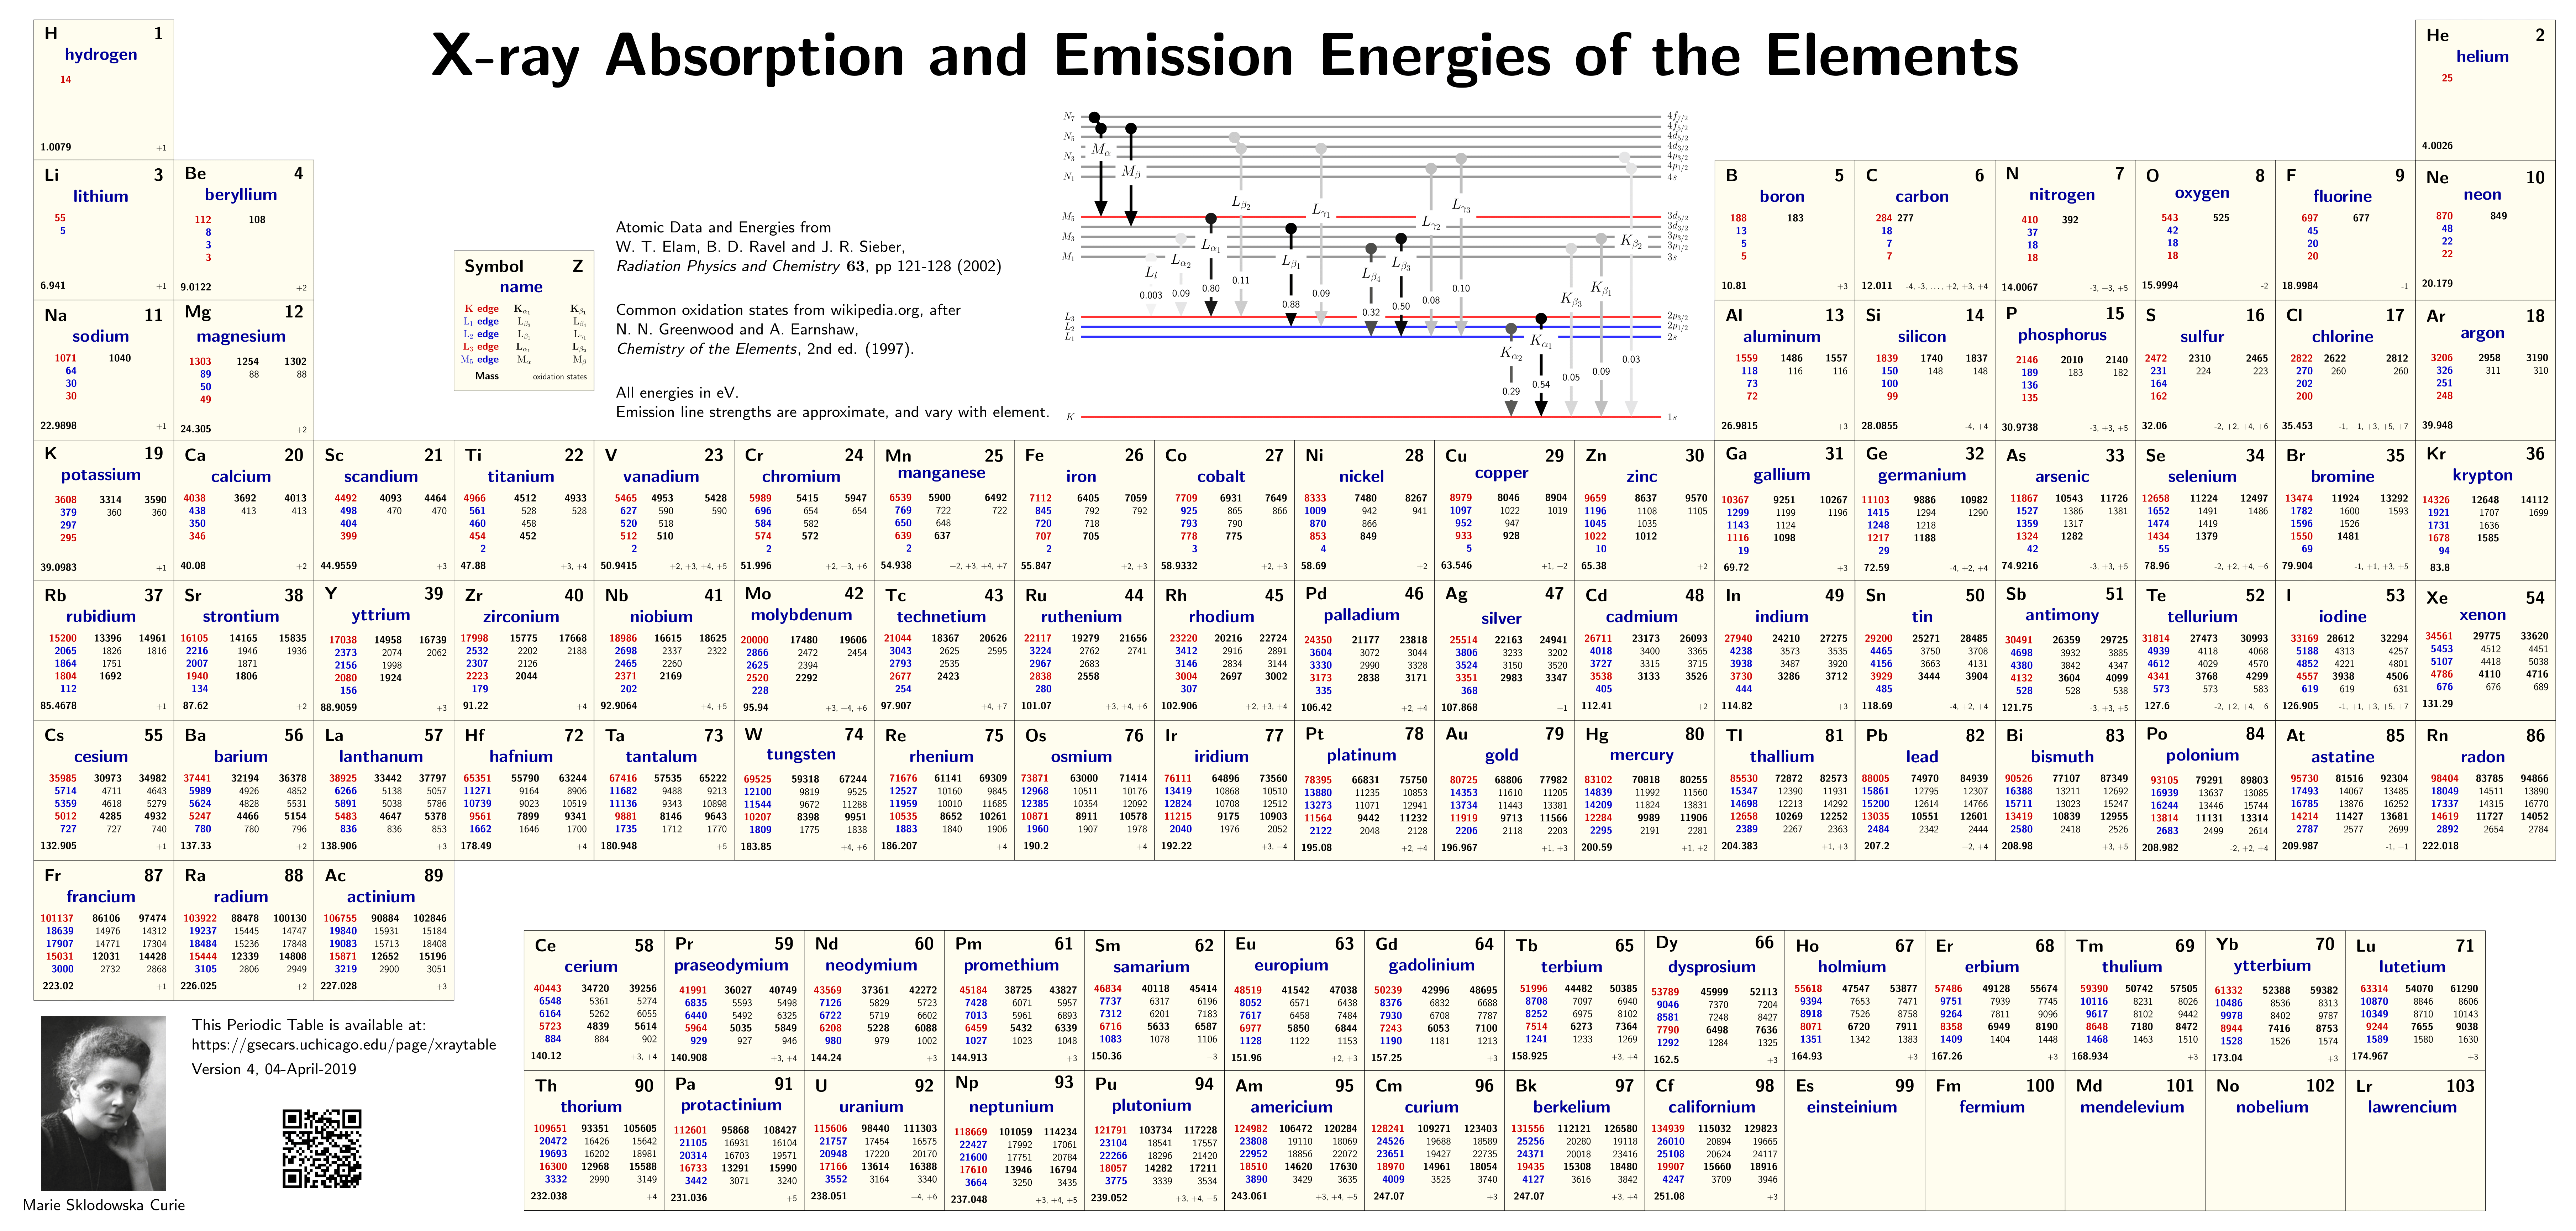 X-ray Absorption and Emission Energies of the Elements
H 1
hydrogen
14
1.0079 +1
He 2
helium
25
4.0026
Li 3
lithium
55
5
6.941 +1
Be 4
beryllium
112 108
8
3
3
9.0122 +2
B 5
boron
188 183
13
5
5
10.81 +3
C 6
carbon
284 277
18
7
7
12.011 -4, -3, ..., +2, +3, +4
N 7
nitrogen
410 392
37
18
18
14.0067 -3, +3, +5
O 8
oxygen
543 525
42
18
18
15.9994 -2
F 9
fluorine
697 677
45
20
20
18.9984 -1
Ne 10
neon
870 849
48
22
22
20.179
Na 11
sodium
1071 1040
64
30
30
22.9898 +1
Mg 12
magnesium
1303 1254 1302
89 88 88
50
49
24.305 +2
Symbol Z
name
K edge Kα1 Kβ1
L1 edge Lβ3 Lβ4
L2 edge Lβ1 Lγ1
L3 edge Lα1 Lβ2
M5 edge Mα Mβ
Mass oxidation states
Atomic Data and Energies from
W. T. Elam, B. D. Ravel and J. R. Sieber,
Radiation Physics and Chemistry 63, pp 121-128 (2002)
Common oxidation states from wikipedia.org, after
N. N. Greenwood and A. Earnshaw,
Chemistry of the Elements, 2nd ed. (1997).
All energies in eV.
Emission line strengths are approximate, and vary with element.
N7 4f7/2
4f5/2
N5 4d5/2
4d3/2
N3 4p3/2
4p1/2
N1 4s
M5 3d5/2
3d3/2
M3 3p3/2
3p1/2
M1 3s
L3 2p3/2
L2 2p1/2
L1 2s
K 1s
Mα Mβ Ll Lα2 Lα1 Lβ2 Lβ1 Lγ1 Lβ4 Lβ3 Lγ2 Lγ3 Kα2 Kα1 Kβ3 Kβ1 Kβ2
0.003 0.09 0.80 0.11 0.88 0.09 0.32 0.50 0.08 0.10 0.29 0.54 0.05 0.09 0.03
Al 13
aluminum
1559 1486 1557
118 116 116
73
72
26.9815 +3
Si 14
silicon
1839 1740 1837
150 148 148
100
99
28.0855 -4, +4
P 15
phosphorus
2146 2010 2140
189 183 182
136
135
30.9738 -3, +3, +5
S 16
sulfur
2472 2310 2465
231 224 223
164
162
32.06 -2, +2, +4, +6
Cl 17
chlorine
2822 2622 2812
270 260 260
202
200
35.453 -1, +1, +3, +5, +7
Ar 18
argon
3206 2958 3190
326 311 310
251
248
39.948
K 19
potassium
3608 3314 3590
379 360 360
297
295
39.0983 +1
Ca 20
calcium
4038 3692 4013
438 413 413
350
346
40.08 +2
Sc 21
scandium
4492 4093 4464
498 470 470
404
399
44.9559 +3
Ti 22
titanium
4966 4512 4933
561 528 528
460 458
454 452
2
47.88 +3, +4
V 23
vanadium
5465 4953 5428
627 590 590
520 518
512 510
2
50.9415 +2, +3, +4, +5
Cr 24
chromium
5989 5415 5947
696 654 654
584 582
574 572
2
51.996 +2, +3, +6
Mn 25
manganese
6539 5900 6492
769 722 722
650 648
639 637
2
54.938 +2, +3, +4, +7
Fe 26
iron
7112 6405 7059
845 792 792
720 718
707 705
2
55.847 +2, +3
Co 27
cobalt
7709 6931 7649
925 865 866
793 790
778 775
3
58.9332 +2, +3
Ni 28
nickel
8333 7480 8267
1009 942 941
870 866
853 849
4
58.69 +2
Cu 29
copper
8979 8046 8904
1097 1022 1019
952 947
933 928
5
63.546 +1, +2
Zn 30
zinc
9659 8637 9570
1196 1108 1105
1045 1035
1022 1012
10
65.38 +2
Ga 31
gallium
10367 9251 10267
1299 1199 1196
1143 1124
1116 1098
19
69.72 +3
Ge 32
germanium
11103 9886 10982
1415 1294 1290
1248 1218
1217 1188
29
72.59 -4, +2, +4
As 33
arsenic
11867 10543 11726
1527 1386 1381
1359 1317
1324 1282
42
74.9216 -3, +3, +5
Se 34
selenium
12658 11224 12497
1652 1491 1486
1474 1419
1434 1379
55
78.96 -2, +2, +4, +6
Br 35
bromine
13474 11924 13292
1782 1600 1593
1596 1526
1550 1481
69
79.904 -1, +1, +3, +5
Kr 36
krypton
14326 12648 14112
1921 1707 1699
1731 1636
1678 1585
94
83.8
Rb 37
rubidium
15200 13396 14961
2065 1826 1816
1864 1751
1804 1692
112
85.4678 +1
Sr 38
strontium
16105 14165 15835
2216 1946 1936
2007 1871
1940 1806
134
87.62 +2
Y 39
yttrium
17038 14958 16739
2373 2074 2062
2156 1998
2080 1924
156
88.9059 +3
Zr 40
zirconium
17998 15775 17668
2532 2202 2188
2307 2126
2223 2044
179
91.22 +4
Nb 41
niobium
18986 16615 18625
2698 2337 2322
2465 2260
2371 2169
202
92.9064 +4, +5
Mo 42
molybdenum
20000 17480 19606
2866 2472 2454
2625 2394
2520 2292
228
95.94 +3, +4, +6
Tc 43
technetium
21044 18367 20626
3043 2625 2595
2793 2535
2677 2423
254
97.907 +4, +7
Ru 44
ruthenium
22117 19279 21656
3224 2762 2741
2967 2683
2838 2558
280
101.07 +3, +4, +6
Rh 45
rhodium
23220 20216 22724
3412 2916 2891
3146 2834 3144
3004 2697 3002
307
102.906 +2, +3, +4
Pd 46
palladium
24350 21177 23818
3604 3072 3044
3330 2990 3328
3173 2838 3171
335
106.42 +2, +4
Ag 47
silver
25514 22163 24941
3806 3233 3202
3524 3150 3520
3351 2983 3347
368
107.868 +1
Cd 48
cadmium
26711 23173 26093
4018 3400 3365
3727 3315 3715
3538 3133 3526
405
112.41 +2
In 49
indium
27940 24210 27275
4238 3573 3535
3938 3487 3920
3730 3286 3712
444
114.82 +3
Sn 50
tin
29200 25271 28485
4465 3750 3708
4156 3663 4131
3929 3444 3904
485
118.69 -4, +2, +4
Sb 51
antimony
30491 26359 29725
4698 3932 3885
4380 3842 4347
4132 3604 4099
528 528 538
121.75 -3, +3, +5
Te 52
tellurium
31814 27473 30993
4939 4118 4068
4612 4029 4570
4341 3768 4299
573 573 583
127.6 -2, +2, +4, +6
I 53
iodine
33169 28612 32294
5188 4313 4257
4852 4221 4801
4557 3938 4506
619 619 631
126.905 -1, +1, +3, +5, +7
Xe 54
xenon
34561 29775 33620
5453 4512 4451
5107 4418 5038
4786 4110 4716
676 676 689
131.29
Cs 55
cesium
35985 30973 34982
5714 4711 4643
5359 4618 5279
5012 4285 4932
727 727 740
132.905 +1
Ba 56
barium
37441 32194 36378
5989 4926 4852
5624 4828 5531
5247 4466 5154
780 780 796
137.33 +2
La 57
lanthanum
38925 33442 37797
6266 5138 5057
5891 5038 5786
5483 4647 5378
836 836 853
138.906 +3
Hf 72
hafnium
65351 55790 63244
11271 9164 8906
10739 9023 10519
9561 7899 9341
1662 1646 1700
178.49 +4
Ta 73
tantalum
67416 57535 65222
11682 9488 9213
11136 9343 10898
9881 8146 9643
1735 1712 1770
180.948 +5
W 74
tungsten
69525 59318 67244
12100 9819 9525
11544 9672 11288
10207 8398 9951
1809 1775 1838
183.85 +4, +6
Re 75
rhenium
71676 61141 69309
12527 10160 9845
11959 10010 11685
10535 8652 10261
1883 1840 1906
186.207 +4
Os 76
osmium
73871 63000 71414
12968 10511 10176
12385 10354 12092
10871 8911 10578
1960 1907 1978
190.2 +4
Ir 77
iridium
76111 64896 73560
13419 10868 10510
12824 10708 12512
11215 9175 10903
2040 1976 2052
192.22 +3, +4
Pt 78
platinum
78395 66831 75750
13880 11235 10853
13273 11071 12941
11564 9442 11232
2122 2048 2128
195.08 +2, +4
Au 79
gold
80725 68806 77982
14353 11610 11205
13734 11443 13381
11919 9713 11566
2206 2118 2203
196.967 +1, +3
Hg 80
mercury
83102 70818 80255
14839 11992 11560
14209 11824 13831
12284 9989 11906
2295 2191 2281
200.59 +1, +2
Tl 81
thallium
85530 72872 82573
15347 12390 11931
14698 12213 14292
12658 10269 12252
2389 2267 2363
204.383 +1, +3
Pb 82
lead
88005 74970 84939
15861 12795 12307
15200 12614 14766
13035 10551 12601
2484 2342 2444
207.2 +2, +4
Bi 83
bismuth
90526 77107 87349
16388 13211 12692
15711 13023 15247
13419 10839 12955
2580 2418 2526
208.98 +3, +5
Po 84
polonium
93105 79291 89803
16939 13637 13085
16244 13446 15744
13814 11131 13314
2683 2499 2614
208.982 -2, +2, +4
At 85
astatine
95730 81516 92304
17493 14067 13485
16785 13876 16252
14214 11427 13681
2787 2577 2699
209.987 -1, +1
Rn 86
radon
98404 83785 94866
18049 14511 13890
17337 14315 16770
14619 11727 14052
2892 2654 2784
222.018
Fr 87
francium
101137 86106 97474
18639 14976 14312
17907 14771 17304
15031 12031 14428
3000 2732 2868
223.02 +1
Ra 88
radium
103922 88478 100130
19237 15445 14747
18484 15236 17848
15444 12339 14808
3105 2806 2949
226.025 +2
Ac 89
actinium
106755 90884 102846
19840 15931 15184
19083 15713 18408
15871 12652 15196
3219 2900 3051
227.028 +3
Ce 58
cerium
40443 34720 39256
6548 5361 5274
6164 5262 6055
5723 4839 5614
884 884 902
140.12 +3, +4
Pr 59
praseodymium
41991 36027 40749
6835 5593 5498
6440 5492 6325
5964 5035 5849
929 927 946
140.908 +3, +4
Nd 60
neodymium
43569 37361 42272
7126 5829 5723
6722 5719 6602
6208 5228 6088
980 979 1002
144.24 +3
Pm 61
promethium
45184 38725 43827
7428 6071 5957
7013 5961 6893
6459 5432 6339
1027 1023 1048
144.913 +3
Sm 62
samarium
46834 40118 45414
7737 6317 6196
7312 6201 7183
6716 5633 6587
1083 1078 1106
150.36 +3
Eu 63
europium
48519 41542 47038
8052 6571 6438
7617 6458 7484
6977 5850 6844
1128 1122 1153
151.96 +2, +3
Gd 64
gadolinium
50239 42996 48695
8376 6832 6688
7930 6708 7787
7243 6053 7100
1190 1181 1213
157.25 +3
Tb 65
terbium
51996 44482 50385
8708 7097 6940
8252 6975 8102
7514 6273 7364
1241 1233 1269
158.925 +3, +4
Dy 66
dysprosium
53789 45999 52113
9046 7370 7204
8581 7248 8427
7790 6498 7636
1292 1284 1325
162.5 +3
Ho 67
holmium
55618 47547 53877
9394 7653 7471
8918 7526 8758
8071 6720 7911
1351 1342 1383
164.93 +3
Er 68
erbium
57486 49128 55674
9751 7939 7745
9264 7811 9096
8358 6949 8190
1409 1404 1448
167.26 +3
Tm 69
thulium
59390 50742 57505
10116 8231 8026
9617 8102 9442
8648 7180 8472
1468 1463 1510
168.934 +3
Yb 70
ytterbium
61332 52388 59382
10486 8536 8313
9978 8402 9787
8944 7416 8753
1528 1526 1574
173.04 +3
Lu 71
lutetium
63314 54070 61290
10870 8846 8606
10349 8710 10143
9244 7655 9038
1589 1580 1630
174.967 +3
Th 90
thorium
109651 93351 105605
20472 16426 15642
19693 16202 18981
16300 12968 15588
3332 2990 3149
232.038 +4
Pa 91
protactinium
112601 95868 108427
21105 16931 16104
20314 16703 19571
16733 13291 15990
3442 3071 3240
231.036 +5
U 92
uranium
115606 98440 111303
21757 17454 16575
20948 17220 20170
17166 13614 16388
3552 3164 3340
238.051 +4, +6
Np 93
neptunium
118669 101059 114234
22427 17992 17061
21600 17751 20784
17610 13946 16794
3664 3250 3435
237.048 +3, +4, +5
Pu 94
plutonium
121791 103734 117228
23104 18541 17557
22266 18296 21420
18057 14282 17211
3775 3339 3534
239.052 +3, +4, +5
Am 95
americium
124982 106472 120284
23808 19110 18069
22952 18856 22072
18510 14620 17630
3890 3429 3635
243.061 +3, +4, +5
Cm 96
curium
128241 109271 123403
24526 19688 18589
23651 19427 22735
18970 14961 18054
4009 3525 3740
247.07 +3
Bk 97
berkelium
131556 112121 126580
25256 20280 19118
24371 20018 23416
19435 15308 18480
4127 3616 3842
247.07 +3, +4
Cf 98
californium
134939 115032 129823
26010 20894 19665
25108 20624 24117
19907 15660 18916
4247 3709 3946
251.08 +3
Es 99
einsteinium
Fm 100
fermium
Md 101
mendelevium
No 102
nobelium
Lr 103
lawrencium
This Periodic Table is available at:
https://gsecars.uchicago.edu/page/xraytable
Version 4, 04-April-2019
Marie Sklodowska Curie